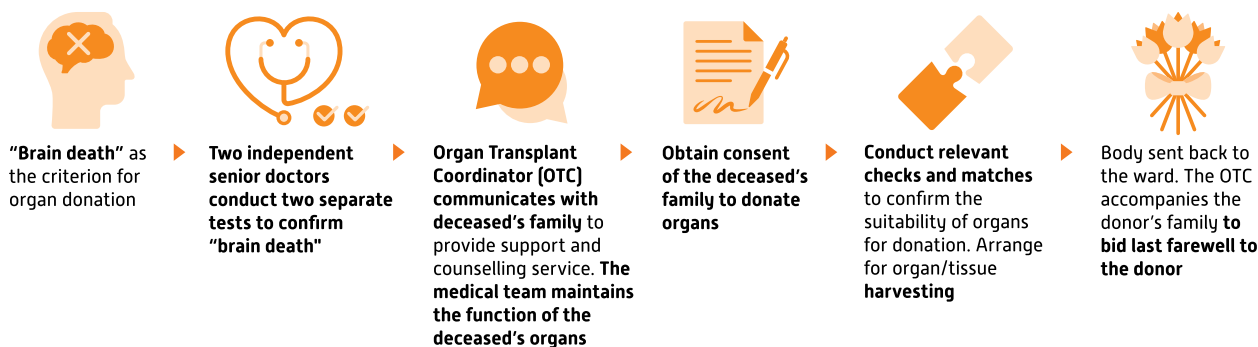 “Brain death” as
the criterion for
organ donation
Two independent
senior doctors
conduct two separate
tests to confirm
“brain death"
Organ Transplant
Coordinator (OTC)
communicates with
deceased’s family to
provide support and
counselling service. The
medical team maintains
the function of the
deceased’s organs
Obtain consent
of the deceased’s
family to donate
organs
Conduct relevant
checks and matches
to confirm the
suitability of organs
for donation. Arrange
for organ/tissue
harvesting
Body sent back to
the ward. The OTC
accompanies the
donor’s family to
bid last farewell to
the donor